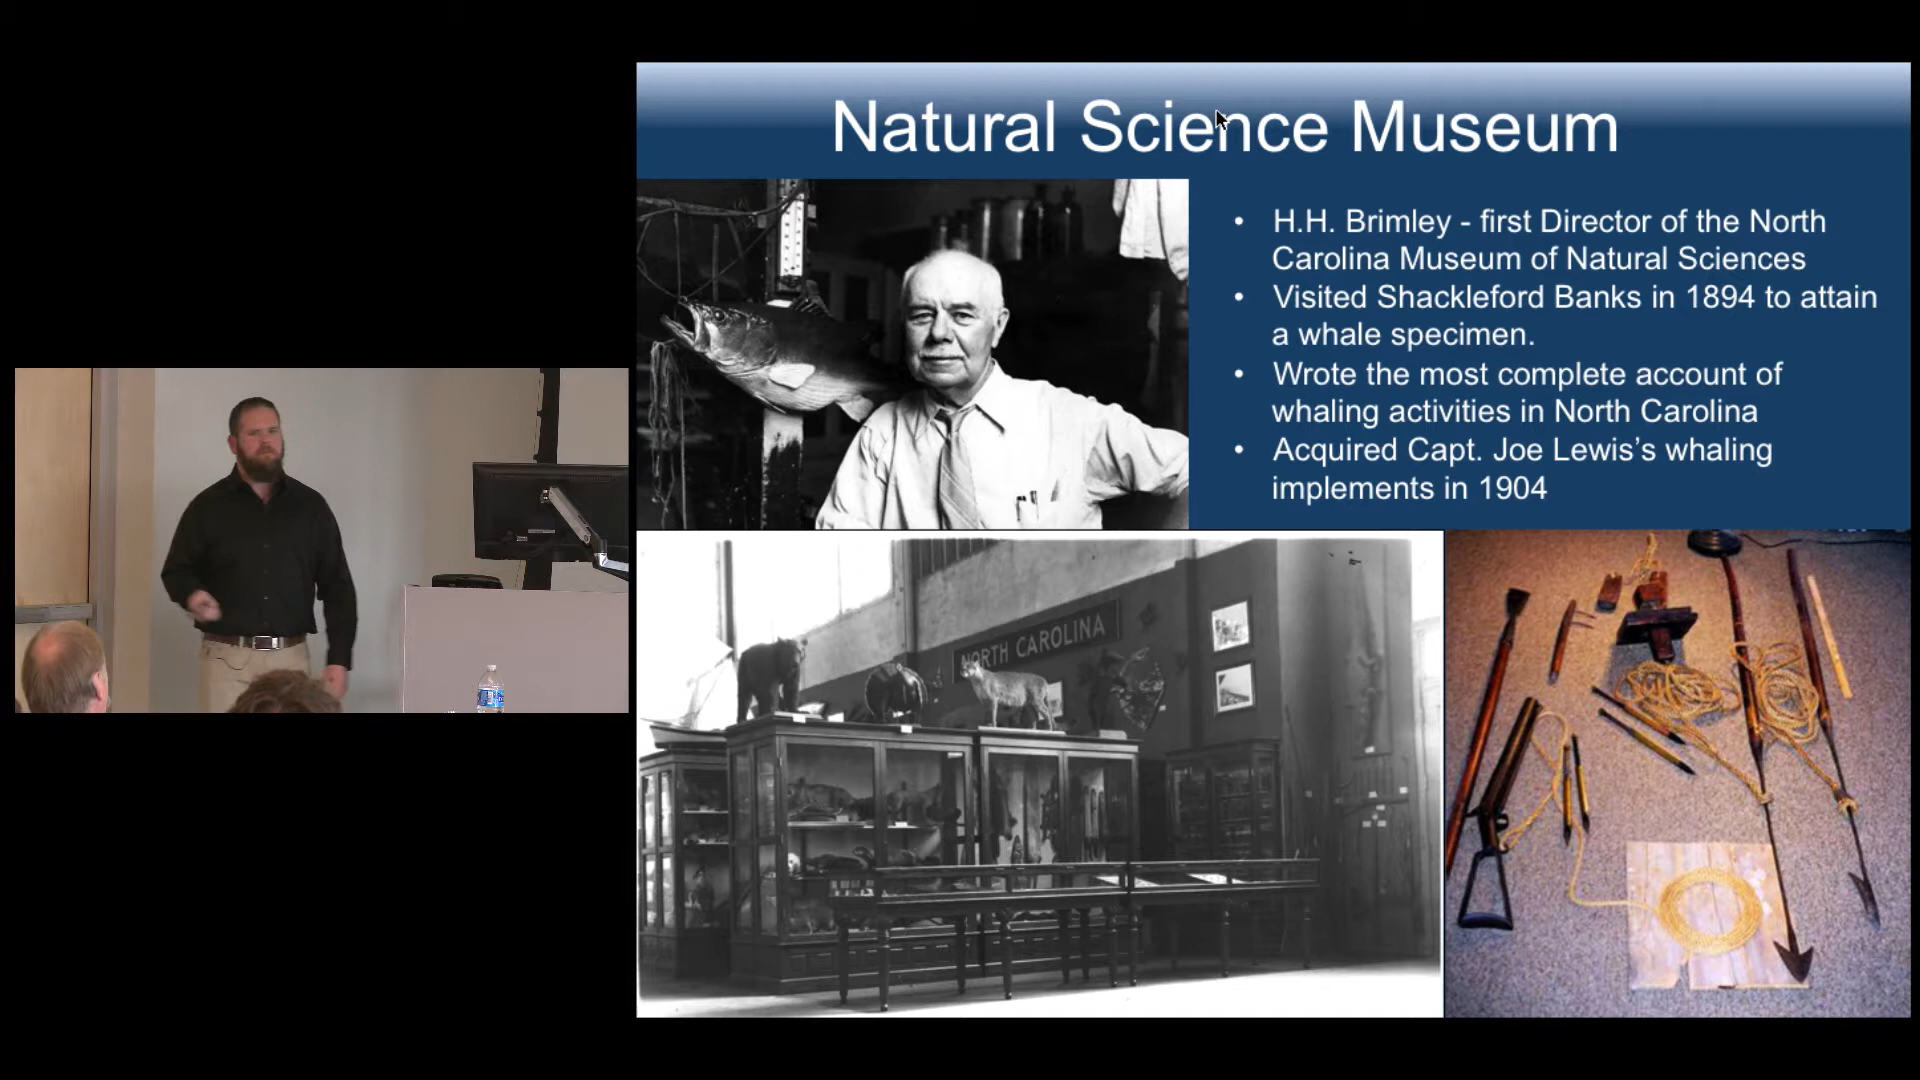 Natural Science Museum
• H.H. Brimley - first Director of the North
Carolina Museum of Natural Sciences
• Visited Shackleford Banks in 1894 to attain
a whale specimen.
• Wrote the most complete account of
whaling activities in North Carolina
• Acquired Capt. Joe Lewis’s whaling
implements in 1904
NORTH CAROLINA